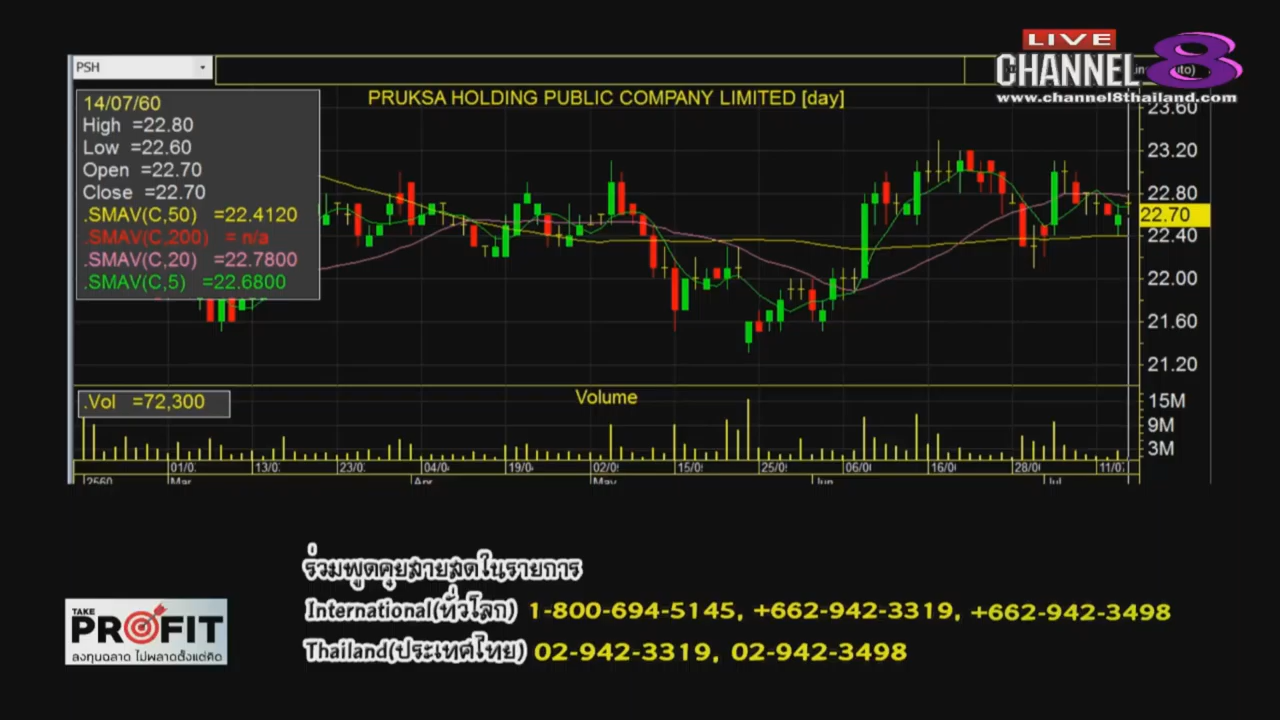 LIVE
CHANNEL 8
www.channel8thailand.com
PSH
PRUKSA HOLDING PUBLIC COMPANY LIMITED [day]
14/07/60
High =22.80
Low =22.60
Open =22.70
Close =22.70
.SMAV(C,50) =22.4120
.SMAV(C,200) = n/a
.SMAV(C,20) =22.7800
.SMAV(C,5) =22.6800
23.60
23.20
22.80
22.70
22.40
22.00
21.60
21.20
.Vol =72,300
Volume
15M
9M
3M
01/0 13/0 23/0 04/0 19/0 02/0 15/0 25/0 06/0 16/0 28/0 11/0
2560 Mar Apr May Jun Jul
ร่วมพูดคุยสายสดในรายการ
International(ทั่วโลก) 1-800-694-5145, +662-942-3319, +662-942-3498
Thailand(ประเทศไทย) 02-942-3319, 02-942-3498
TAKE
PROFIT
ลงทุนฉลาด ไม่พลาดตั้งแต่คิด